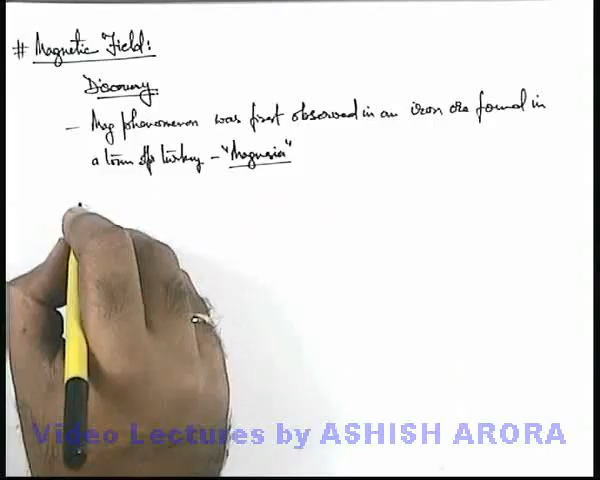 # Magnetic Field:
Discovery
- Mag phenomenon was first observed in an iron ore found in
a town of Turkey - "Magnesia"
Video Lectures by ASHISH ARORA